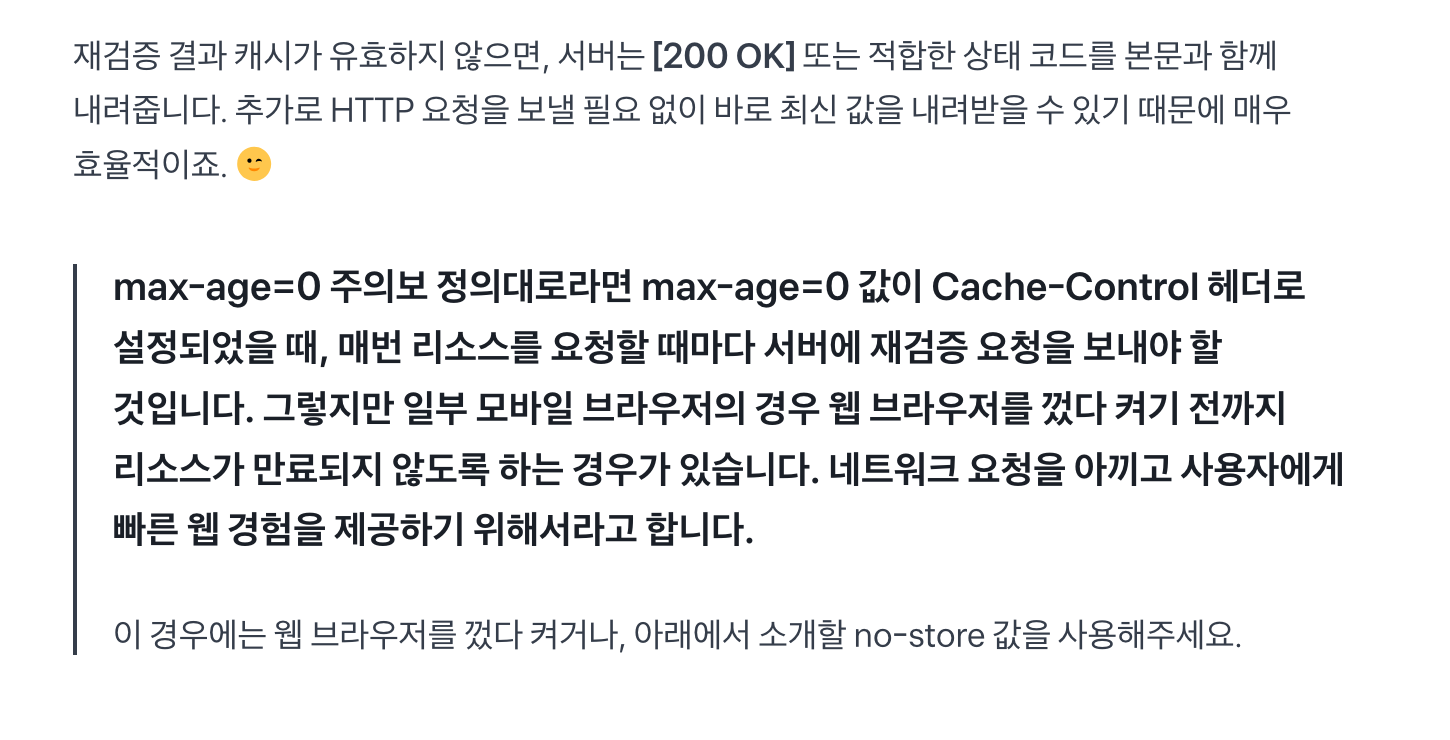 재검증 결과 캐시가 유효하지 않으면, 서버는 [200 OK] 또는 적합한 상태 코드를 본문과 함께
내려줍니다. 추가로 HTTP 요청을 보낼 필요 없이 바로 최신 값을 내려받을 수 있기 때문에 매우
효율적이죠. 😉
max-age=0 주의보 정의대로라면 max-age=0 값이 Cache-Control 헤더로
설정되었을 때, 매번 리소스를 요청할 때마다 서버에 재검증 요청을 보내야 할
것입니다. 그렇지만 일부 모바일 브라우저의 경우 웹 브라우저를 껐다 켜기 전까지
리소스가 만료되지 않도록 하는 경우가 있습니다. 네트워크 요청을 아끼고 사용자에게
빠른 웹 경험을 제공하기 위해서라고 합니다.
이 경우에는 웹 브라우저를 껐다 켜거나, 아래에서 소개할 no-store 값을 사용해주세요.